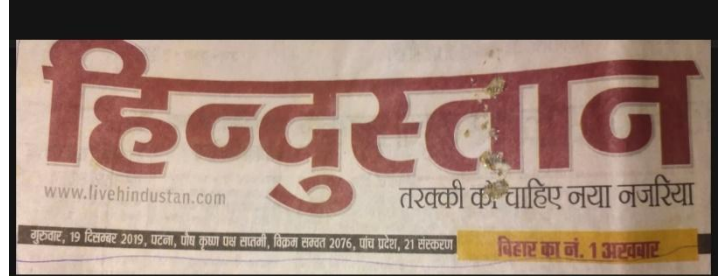 हिन्दुस्तान
www.livehindustan.com
तरक्की को चाहिए नया नजरिया
गुरुवार, 19 दिसम्बर 2019, पटना, पौष कृष्ण पक्ष सप्तमी, विक्रम सम्वत 2076, पांच प्रदेश, 21 संस्करण
बिहार का नं. 1 अखबार